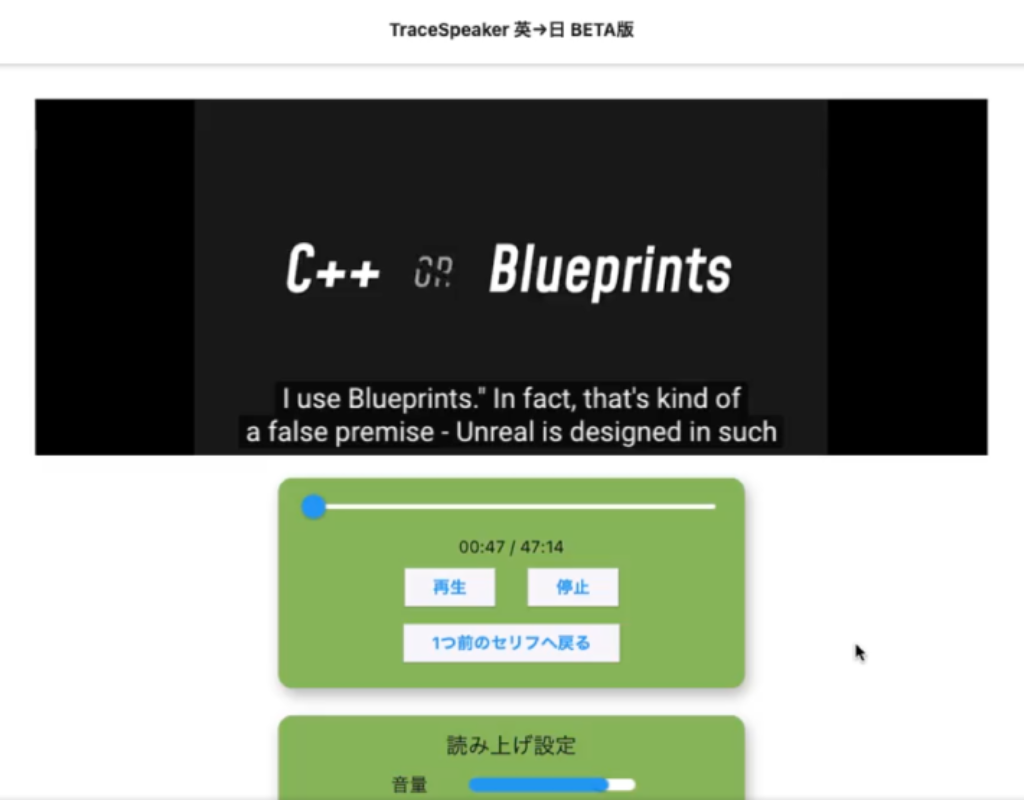 TraceSpeaker 英→日 BETA版
C++ OR Blueprints
I use Blueprints." In fact, that's kind of
a false premise - Unreal is designed in such
00:47 / 47:14
再生 停止
1つ前のセリフへ戻る
読み上げ設定
音量